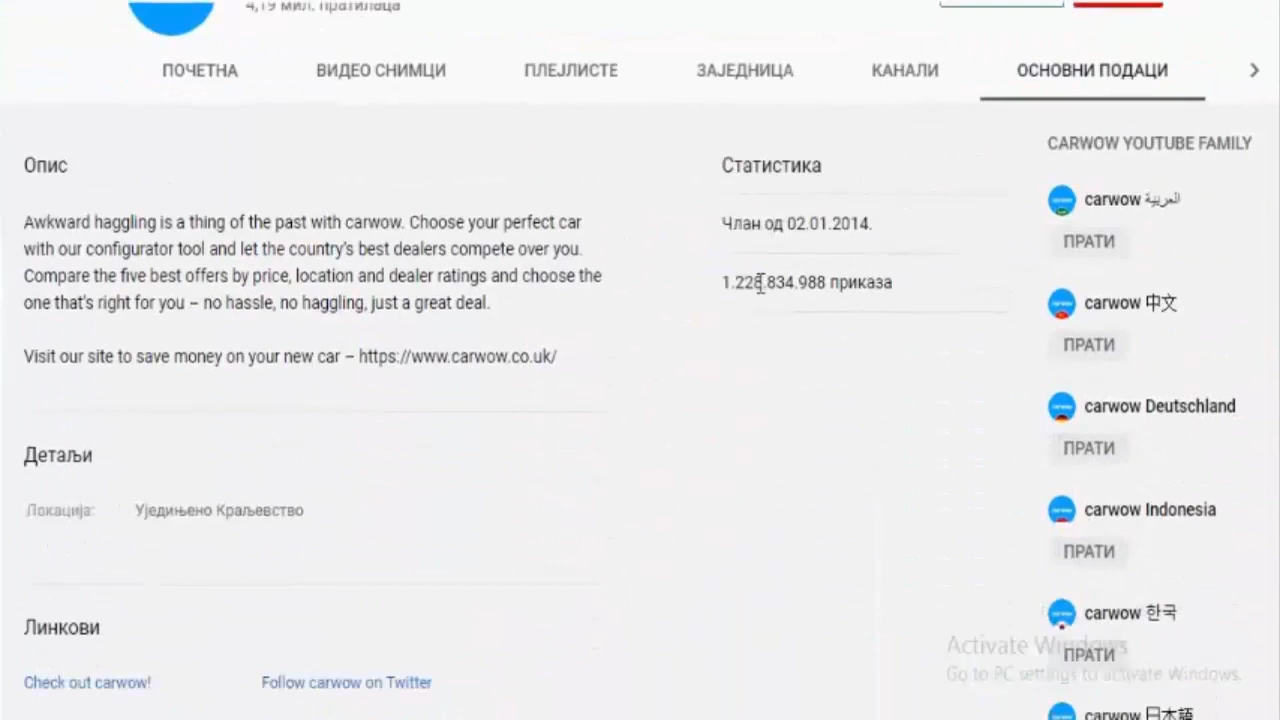 4,19 мил. пратилаца
ПОЧЕТНА ВИДЕО СНИМЦИ ПЛЕЈЛИСТЕ ЗАЈЕДНИЦА КАНАЛИ ОСНОВНИ ПОДАЦИ
Опис
Awkward haggling is a thing of the past with carwow. Choose your perfect car
with our configurator tool and let the country's best dealers compete over you.
Compare the five best offers by price, location and dealer ratings and choose the
one that's right for you – no hassle, no haggling, just a great deal.
Visit our site to save money on your new car – https://www.carwow.co.uk/
Детаљи
Локација: Уједињено Краљевство
Линкови
Check out carwow! Follow carwow on Twitter
Статистика
Члан од 02.01.2014.
1.228.834.988 приказа
CARWOW YOUTUBE FAMILY
carwow العربية
ПРАТИ
carwow 中文
ПРАТИ
carwow Deutschland
ПРАТИ
carwow Indonesia
ПРАТИ
carwow 한국
ПРАТИ
carwow 日本語
Activate Windows
Go to PC settings to activate Windows.